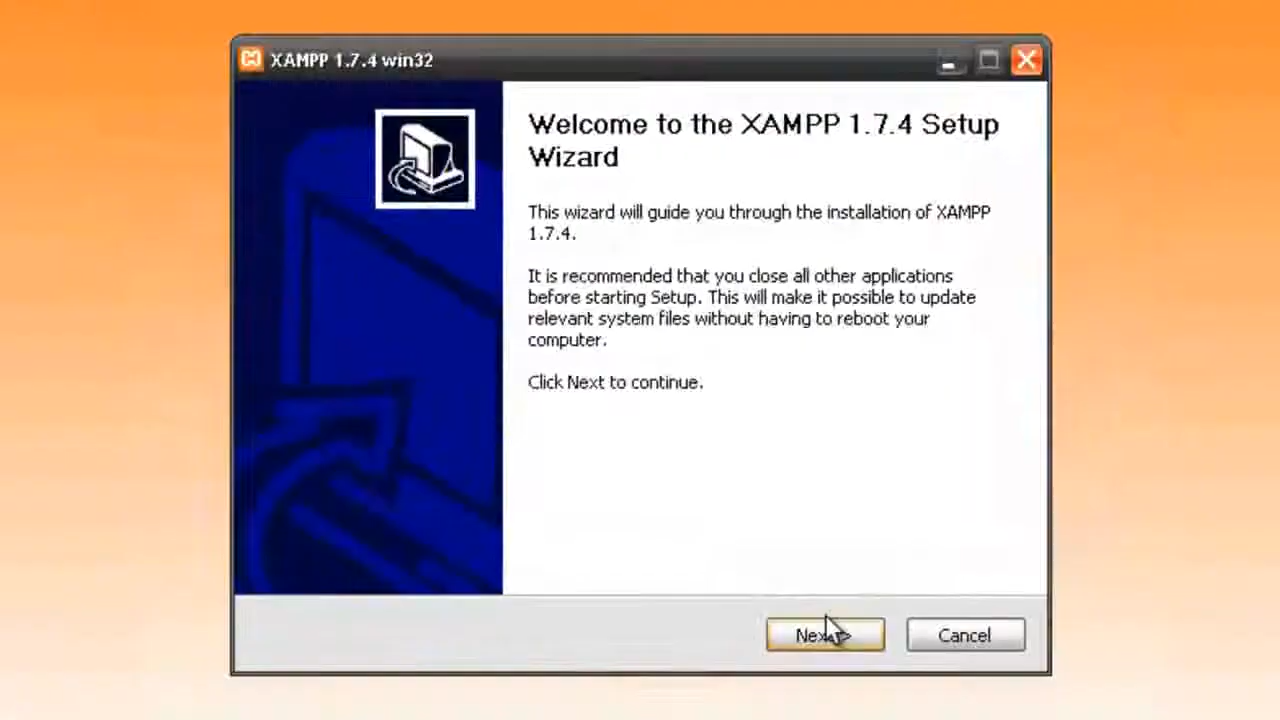 XAMPP 1.7.4 win32
Welcome to the XAMPP 1.7.4 Setup
Wizard
This wizard will guide you through the installation of XAMPP
1.7.4.
It is recommended that you close all other applications
before starting Setup. This will make it possible to update
relevant system files without having to reboot your
computer.
Click Next to continue.
Next >
Cancel